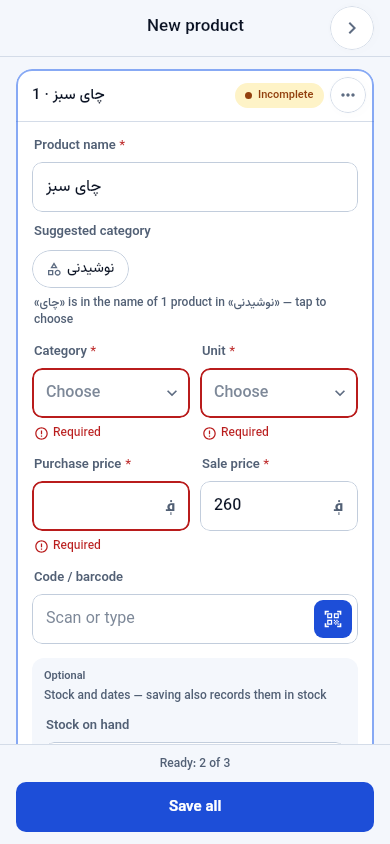 New product
1 · چای سبز
Incomplete
Product name *
چای سبز
Suggested category
نوشیدنی
«چای» is in the name of 1 product in «نوشیدنی» — tap to
choose
Category *
Unit *
Choose
Choose
Required
Required
Purchase price *
Sale price *
؋
260
؋
Required
Code / barcode
Scan or type
Optional
Stock and dates — saving also records them in stock
Stock on hand
Ready: 2 of 3
Save all